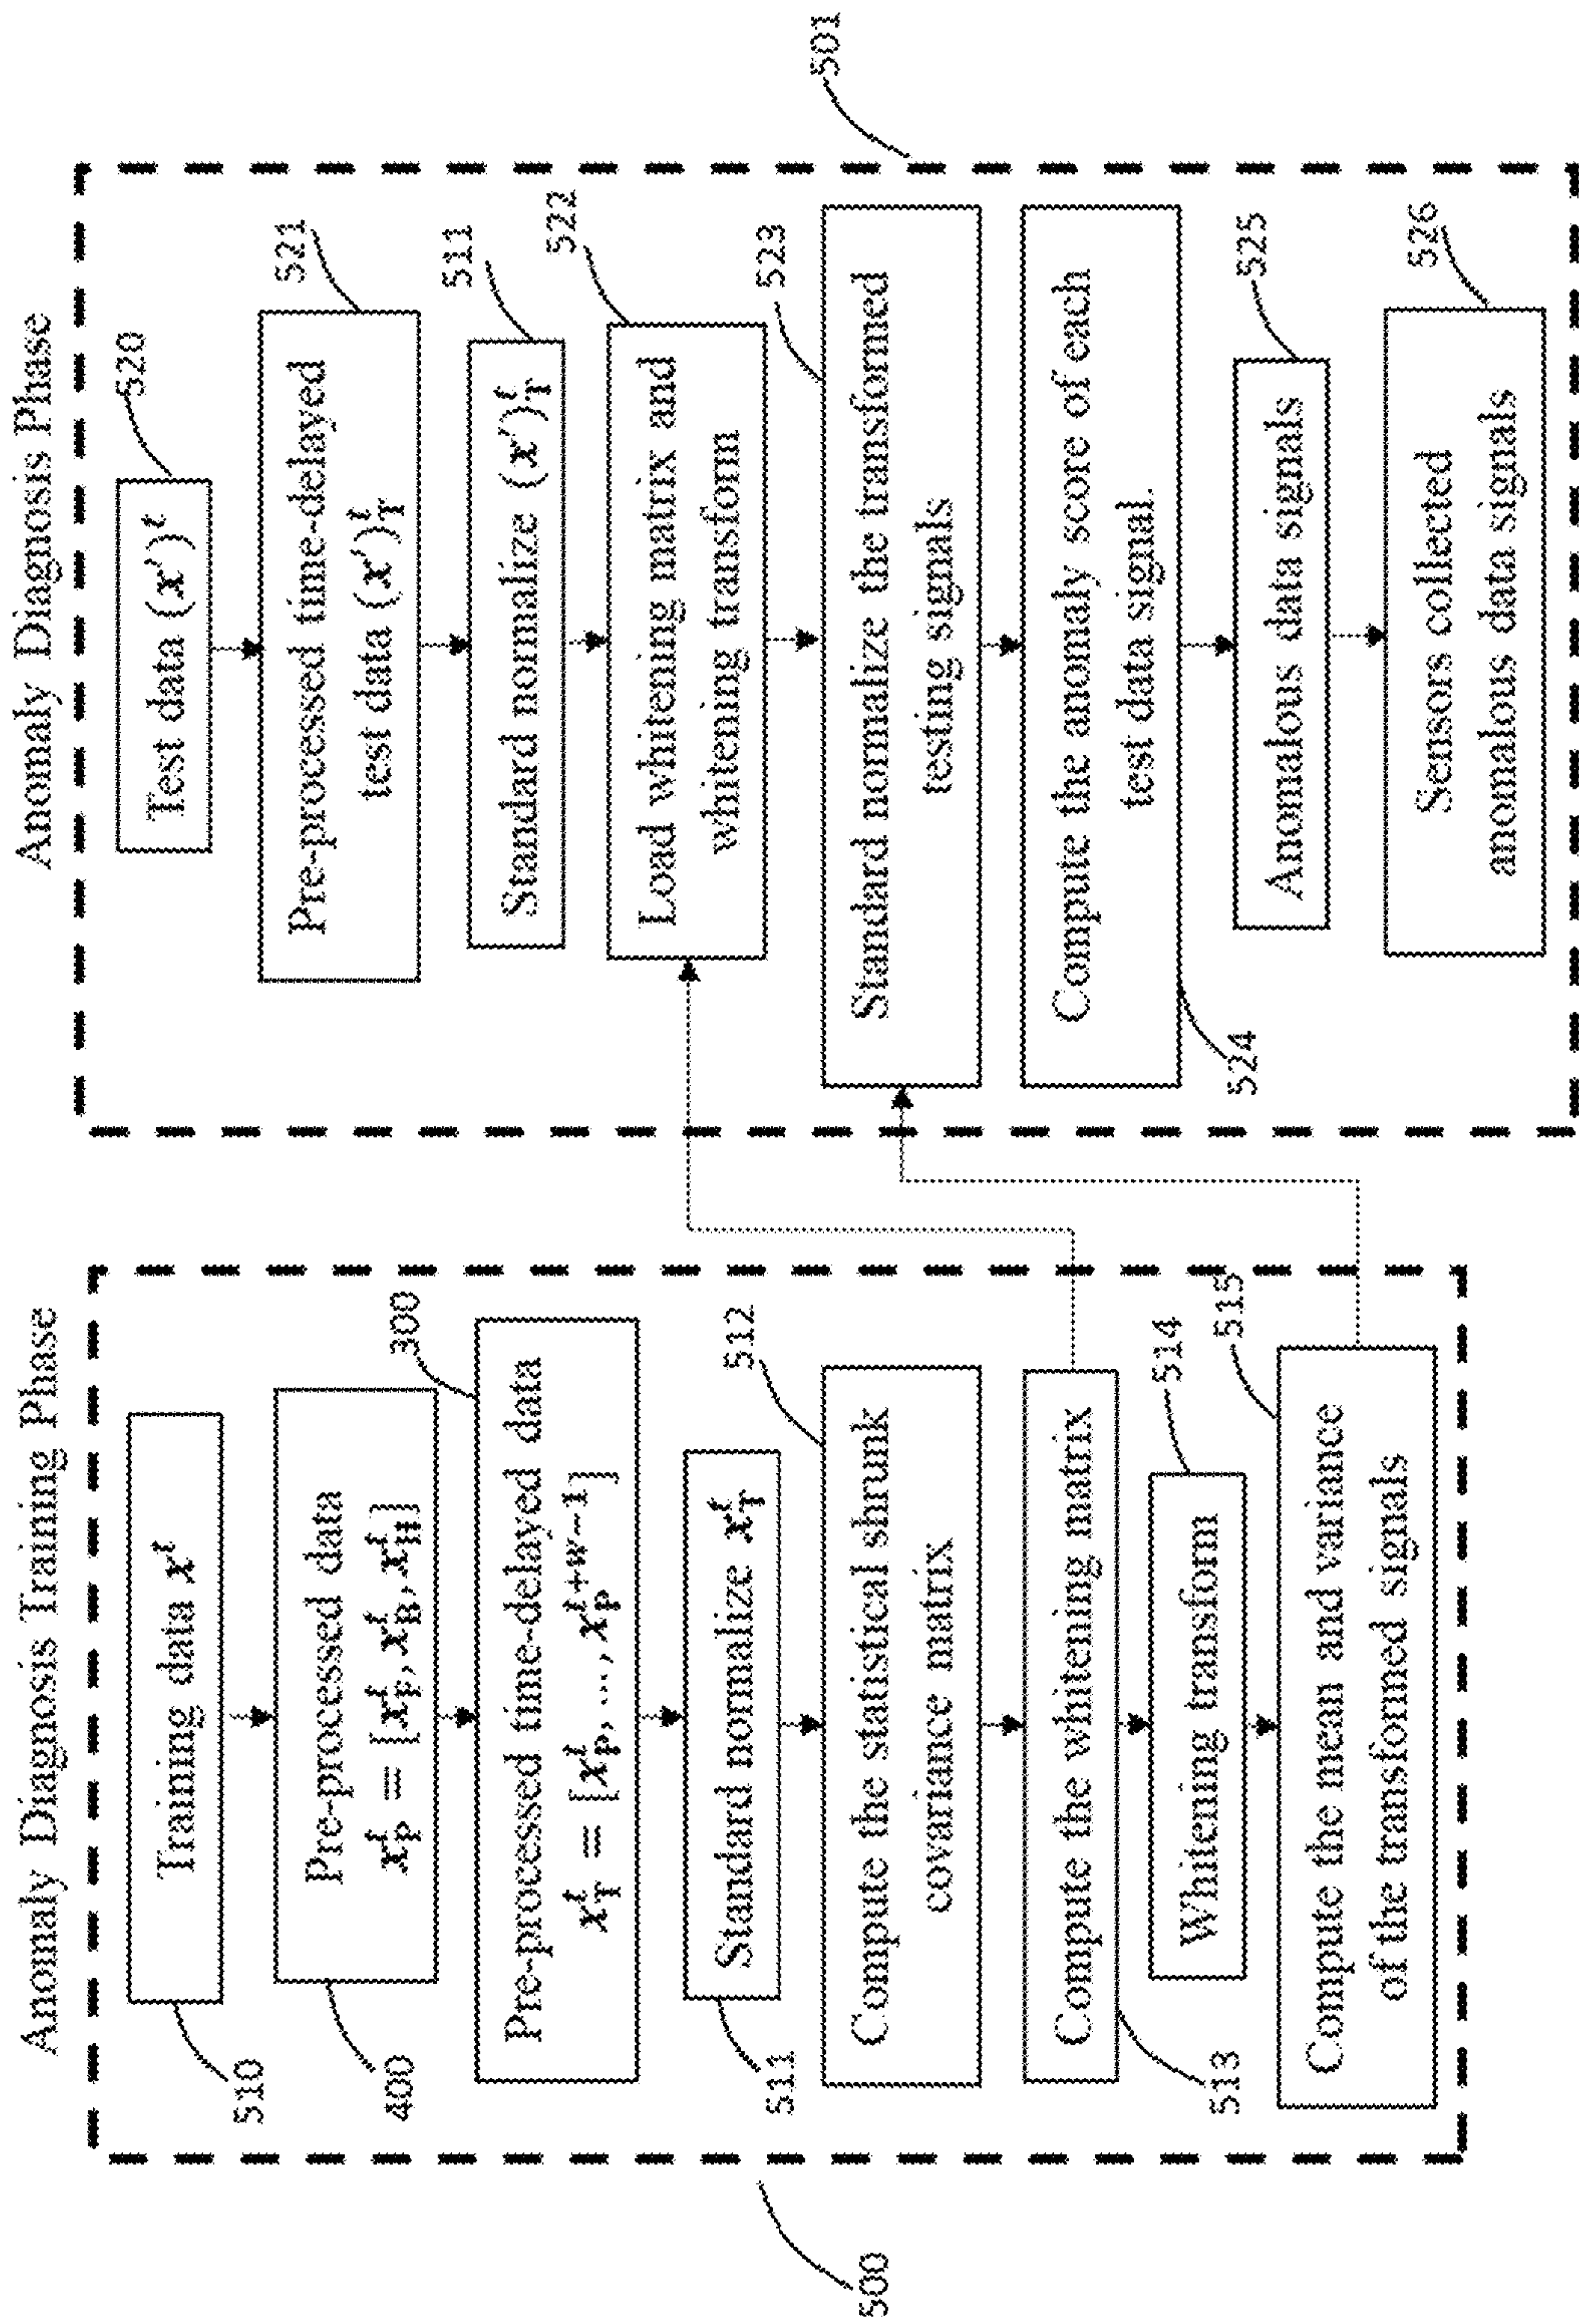 Anomaly Diagnosis Training Phase
510
Training data x^t
400
Pre-processed data
x_P^t = [x_F^t, x_B^t, x_H^t]
300
Pre-processed time-delayed data
x_T^t = [x_P^t, ..., x_P^{t+w-1}]
511
Standard normalize x_T^t
512
Compute the statistical shrunk
covariance matrix
513
Compute the whitening matrix
514
Whitening transform
515
Compute the mean and variance
of the transformed signals
500
Anomaly Diagnosis Phase
520
Test data (x')^t
521
Pre-processed time-delayed
test data (x')_T^t
511
Standard normalize (x')_T^t
522
Load whitening matrix and
whitening transform
523
Standard normalize the transformed
testing signals
Compute the anomaly score of each
test data signal.
524
525
Anomalous data signals
526
Sensors collected
anomalous data signals
501